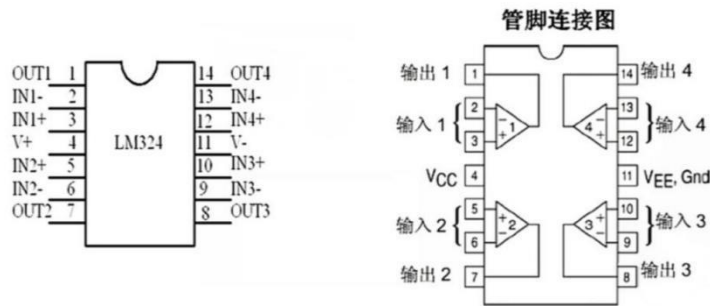 管脚连接图
OUT1 1 14 OUT4
IN1- 2 13 IN4-
IN1+ 3 12 IN4+
V+ 4 LM324 11 V-
IN2+ 5 10 IN3+
IN2- 6 9 IN3-
OUT2 7 8 OUT3
输出 1 1 14 输出 4
2 - - 13
输入 1 { 1 4 } 输入 4
3 + + 12
VCC 4 11 VEE, Gnd
5 + + 10
输入 2 { 2 3 } 输入 3
6 - - 9
输出 2 7 8 输出 3